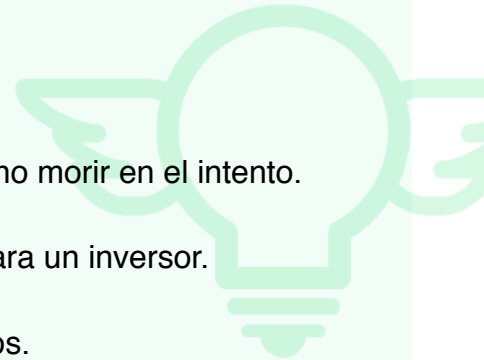 no morir en el intento.
ara un inversor.
os.